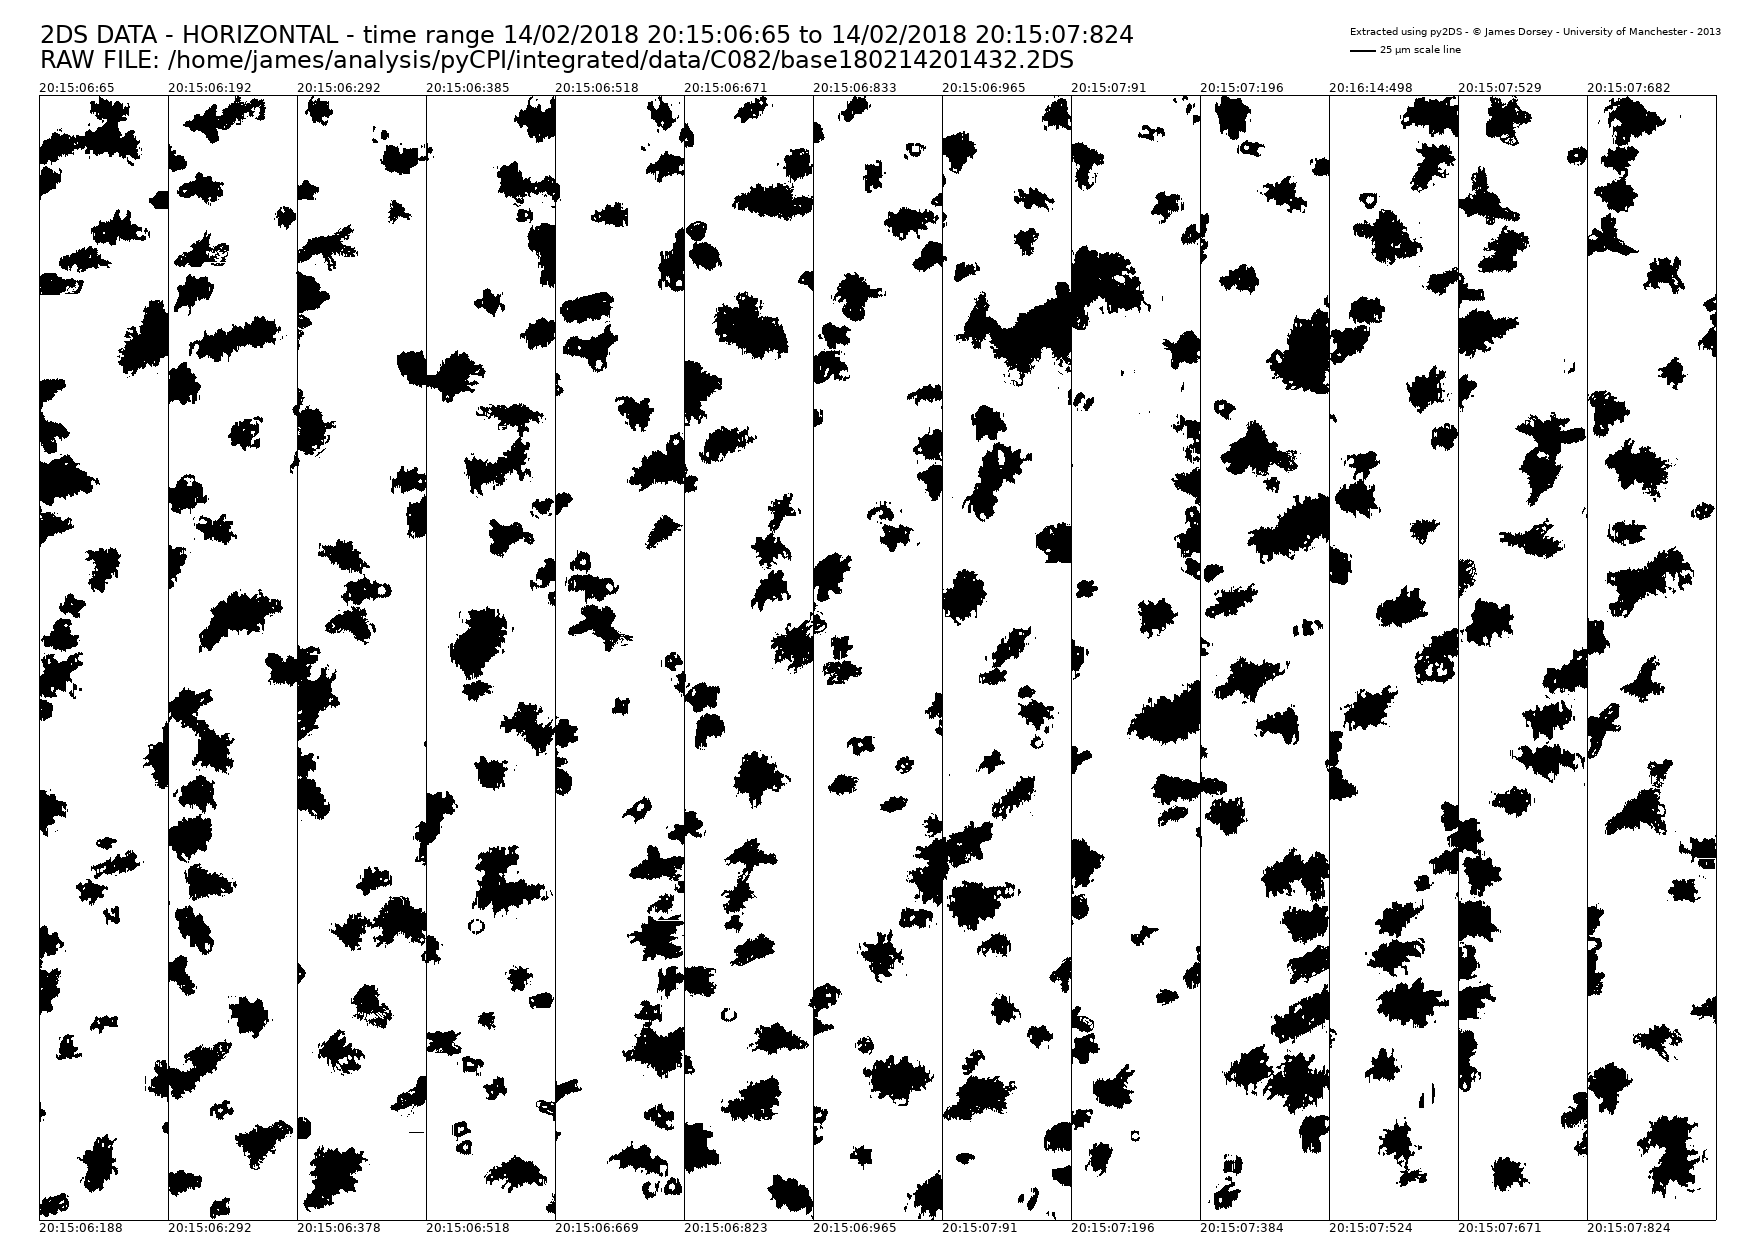 2DS DATA - HORIZONTAL - time range 14/02/2018 20:15:06:65 to 14/02/2018 20:15:07:824
RAW FILE: /home/james/analysis/pyCPI/integrated/data/C082/base180214201432.2DS
Extracted using py2DS - © James Dorsey - University of Manchester - 2013
25 µm scale line
20:15:06:65 20:15:06:192 20:15:06:292 20:15:06:385 20:15:06:518 20:15:06:671 20:15:06:833 20:15:06:965 20:15:07:91 20:15:07:196 20:16:14:498 20:15:07:529 20:15:07:682
20:15:06:188 20:15:06:292 20:15:06:378 20:15:06:518 20:15:06:669 20:15:06:823 20:15:06:965 20:15:07:91 20:15:07:196 20:15:07:384 20:15:07:524 20:15:07:671 20:15:07:824